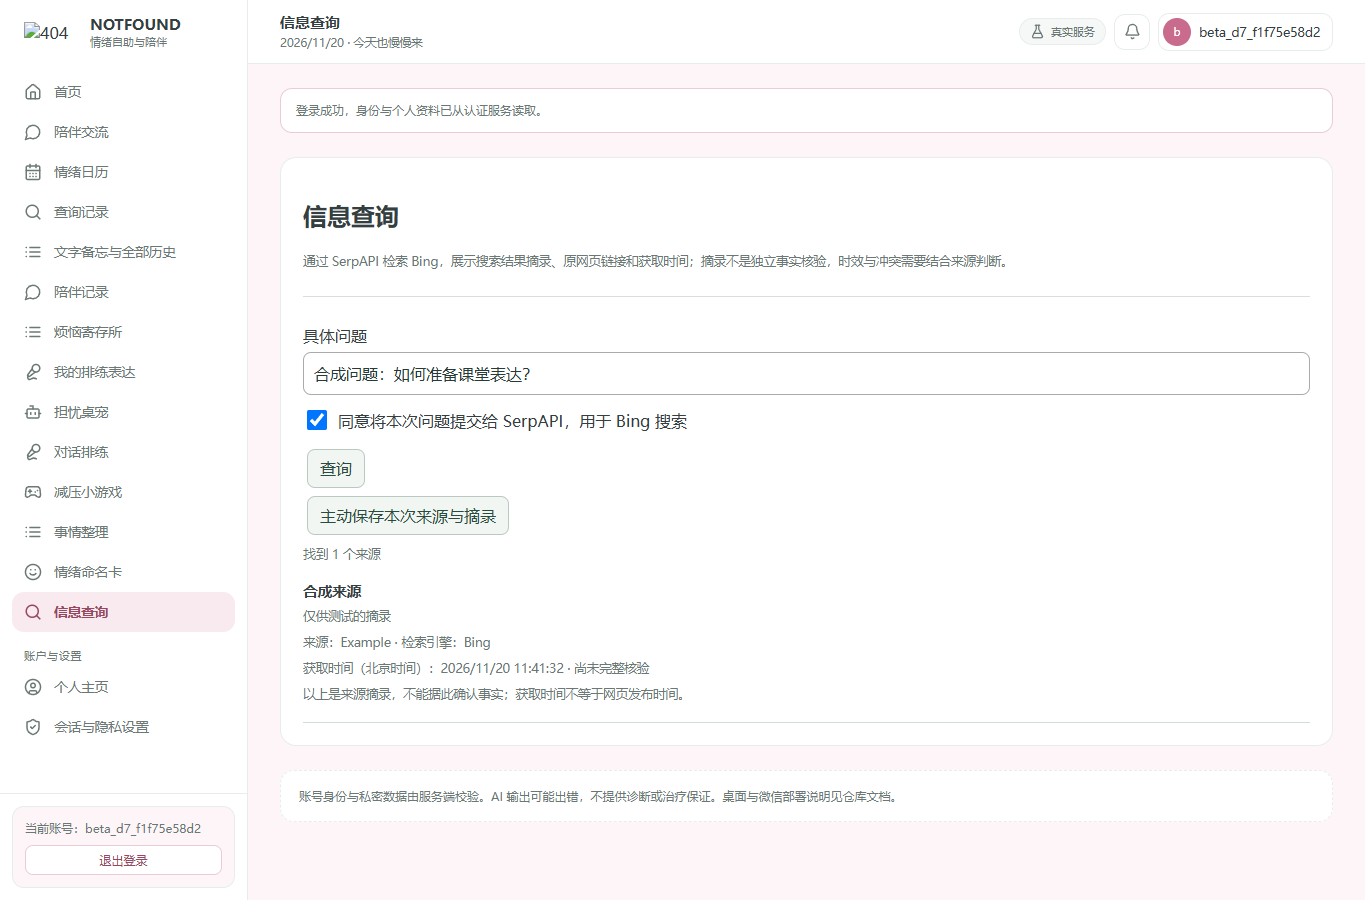 404
NOTFOUND
情绪自助与陪伴
首页
陪伴交流
情绪日历
查询记录
文字备忘与全部历史
陪伴记录
烦恼寄存所
我的排练表达
担忧桌宠
对话排练
减压小游戏
事情整理
情绪命名卡
信息查询
账户与设置
个人主页
会话与隐私设置
当前账号：beta_d7_f1f75e58d2
退出登录
信息查询
2026/11/20 · 今天也慢慢来
真实服务
b
beta_d7_f1f75e58d2
登录成功，身份与个人资料已从认证服务读取。
信息查询
通过 SerpAPI 检索 Bing，展示搜索结果摘录、原网页链接和获取时间；摘录不是独立事实核验，时效与冲突需要结合来源判断。
具体问题
合成问题：如何准备课堂表达？
同意将本次问题提交给 SerpAPI，用于 Bing 搜索
查询
主动保存本次来源与摘录
找到 1 个来源
合成来源
仅供测试的摘录
来源：Example · 检索引擎：Bing
获取时间（北京时间）：2026/11/20 11:41:32 · 尚未完整核验
以上是来源摘录，不能据此确认事实；获取时间不等于网页发布时间。
账号身份与私密数据由服务端校验。AI 输出可能出错，不提供诊断或治疗保证。桌面与微信部署说明见仓库文档。